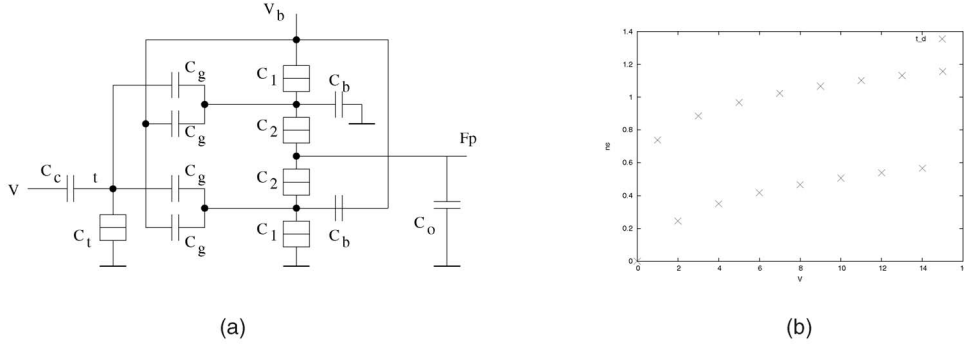 V_b
C_g
C_1
C_b
C_g
C_2
Fp
C_c
t
C_g
C_2
V
C_t
C_g
C_1
C_b
C_o
(a)
t_d
1.4
1.2
1
0.8
ns
0.6
0.4
0.2
0
0 2 4 6 8 10 12 14 1
V
(b)